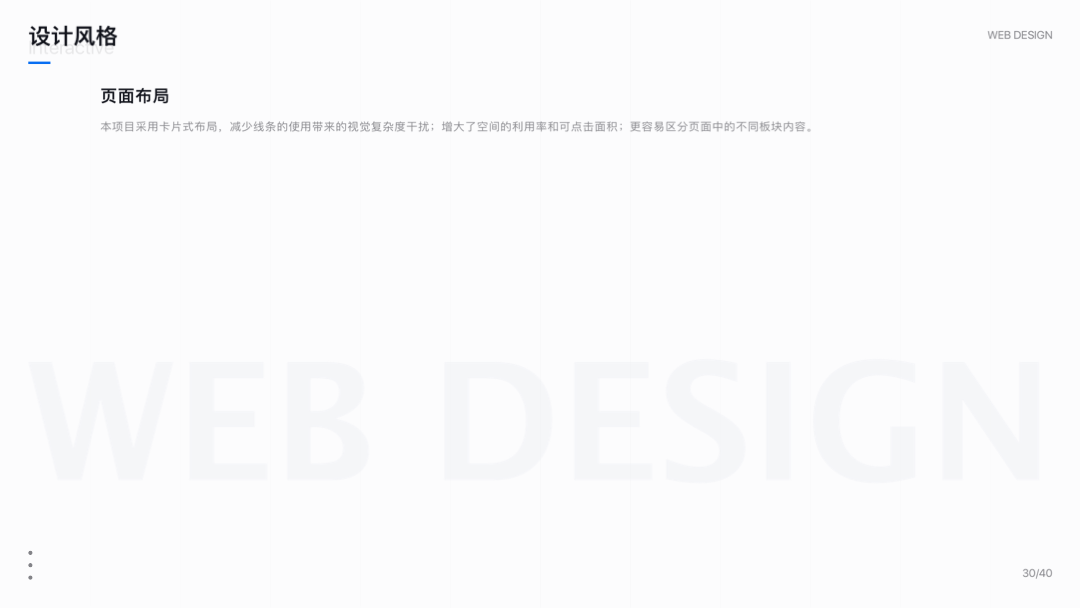 设计风格
interactive
WEB DESIGN
页面布局
本项目采用卡片式布局，减少线条的使用带来的视觉复杂度干扰；增大了空间的利用率和可点击面积；更容易区分页面中的不同板块内容。
WEB DESIGN
30/40